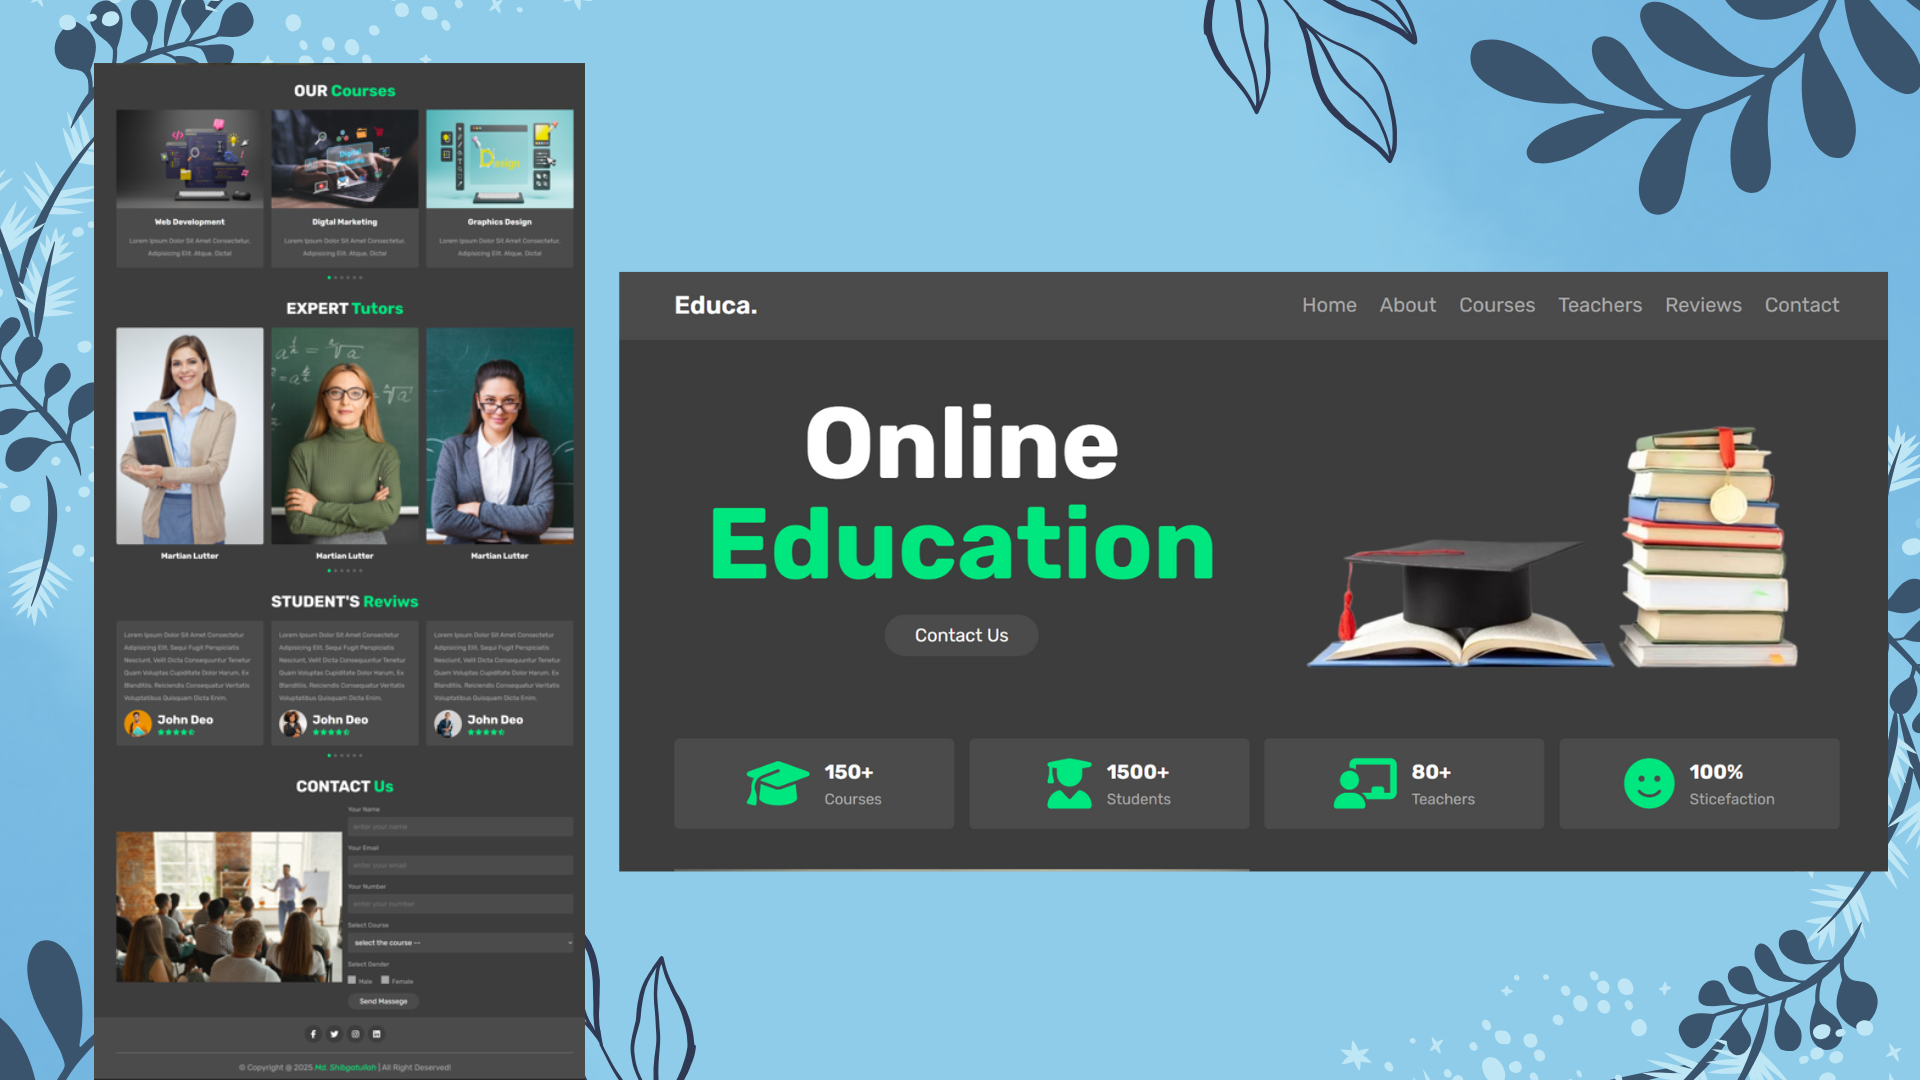 OUR Courses
Web Development
Lorem Ipsum Dolor Sit Amet Consectetur,
Adipisicing Elit. Atque, Dicta!
Digtal Marketing
Lorem Ipsum Dolor Sit Amet Consectetur,
Adipisicing Elit. Atque, Dicta!
Design
Graphics Design
Lorem Ipsum Dolor Sit Amet Consectetur,
Adipisicing Elit. Atque, Dicta!
EXPERT Tutors
Martian Lutter
Martian Lutter
Martian Lutter
STUDENT'S Reviws
Lorem Ipsum Dolor Sit Amet Consectetur
Adipisicing Elit. Sequi Fugit Perspiciatis
Nesciunt, Velit Dicta Consequuntur Tenetur
Quam Voluptas Cupiditate Dolor Harum, Ex
Blanditiis. Reiciendis Consequatur Veritatis
Voluptatibus Quisquam Dicta Enim.
John Deo
Lorem Ipsum Dolor Sit Amet Consectetur
Adipisicing Elit. Sequi Fugit Perspiciatis
Nesciunt, Velit Dicta Consequuntur Tenetur
Quam Voluptas Cupiditate Dolor Harum, Ex
Blanditiis. Reiciendis Consequatur Veritatis
Voluptatibus Quisquam Dicta Enim.
John Deo
Lorem Ipsum Dolor Sit Amet Consectetur
Adipisicing Elit. Sequi Fugit Perspiciatis
Nesciunt, Velit Dicta Consequuntur Tenetur
Quam Voluptas Cupiditate Dolor Harum, Ex
Blanditiis. Reiciendis Consequatur Veritatis
Voluptatibus Quisquam Dicta Enim.
John Deo
CONTACT Us
Your Name
enter your name
Your Email
enter your email
Your Number
enter your number
Select Course
select the course --
Select Gender
Male Female
Send Massege
© Copyright @ 2025 Md. Shibgatullah | All Right Deserved!
Educa.
Home About Courses Teachers Reviews Contact
Online
Education
Contact Us
150+
Courses
1500+
Students
80+
Teachers
100%
Sticefaction